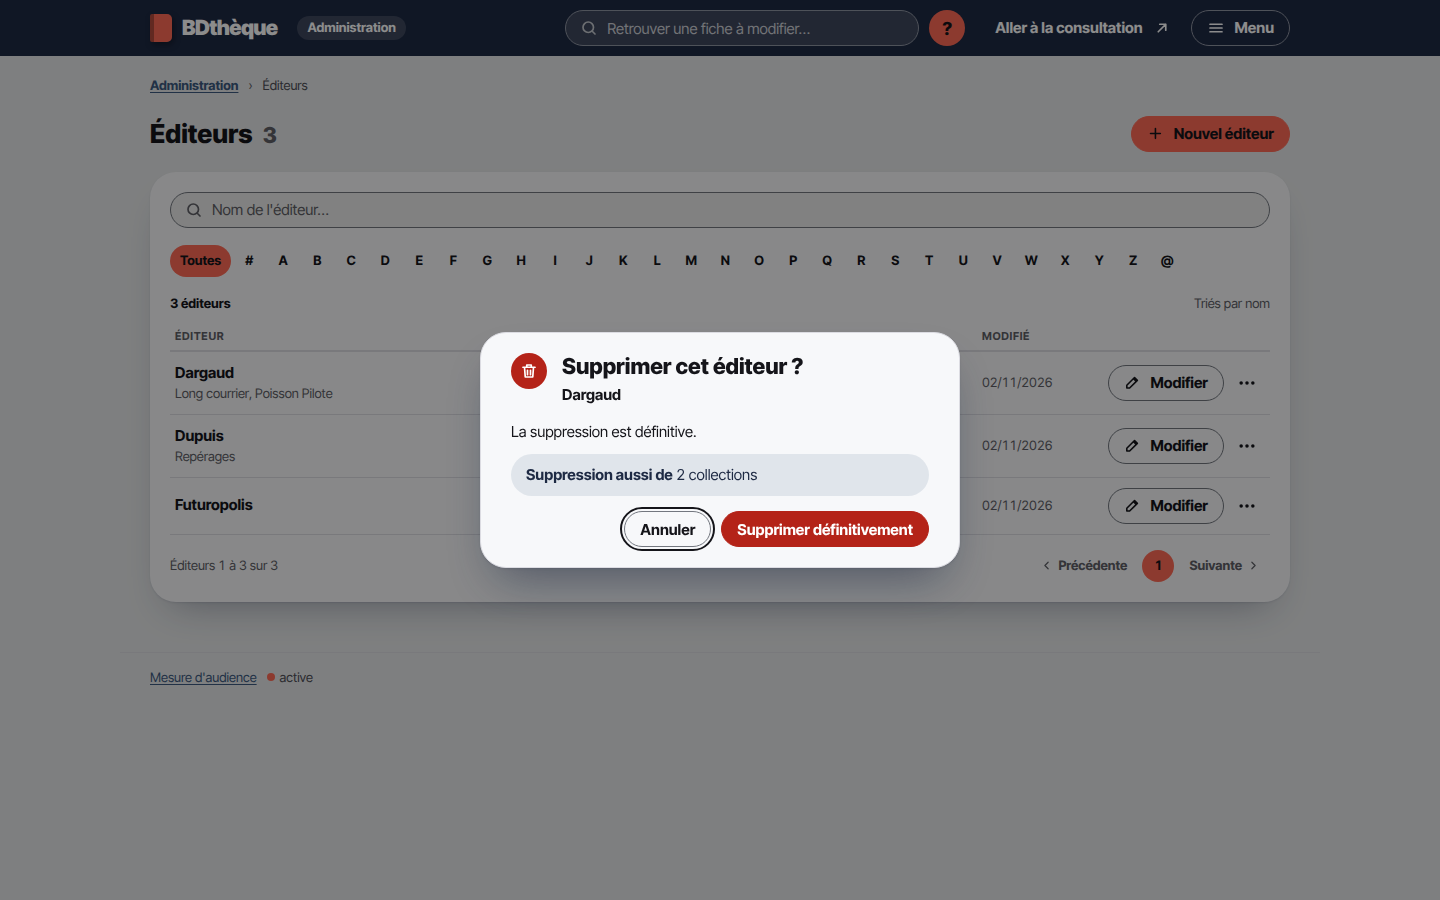 BDthèque
Administration
Retrouver une fiche à modifier...
?
Aller à la consultation
Menu
Administration › Éditeurs
Éditeurs 3
Nouvel éditeur
Nom de l'éditeur...
Toutes # A B C D E F G H I J K L M N O P Q R S T U V W X Y Z @
3 éditeurs
Triés par nom
ÉDITEUR
MODIFIÉ
Dargaud
Long courrier, Poisson Pilote
02/11/2026
Modifier
Dupuis
Repérages
02/11/2026
Modifier
Futuropolis
02/11/2026
Modifier
Supprimer cet éditeur ?
Dargaud
La suppression est définitive.
Suppression aussi de 2 collections
Annuler
Supprimer définitivement
Éditeurs 1 à 3 sur 3
Précédente 1 Suivante
Mesure d'audience active